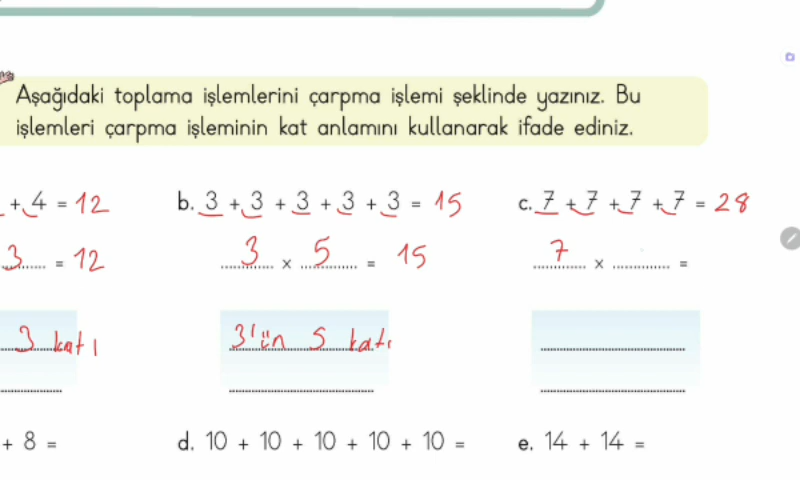 Aşağıdaki toplama işlemlerini çarpma işlemi şeklinde yazınız. Bu
işlemleri çarpma işleminin kat anlamını kullanarak ifade ediniz.
+ 4 = 12
b. 3 + 3 + 3 + 3 + 3 = 15
c. 7 + 7 + 7 + 7 = 28
3 = 12
3 x 5 = 15
7 x =
3 katı
3'ün 5 katı
+ 8 =
d. 10 + 10 + 10 + 10 + 10 =
e. 14 + 14 =